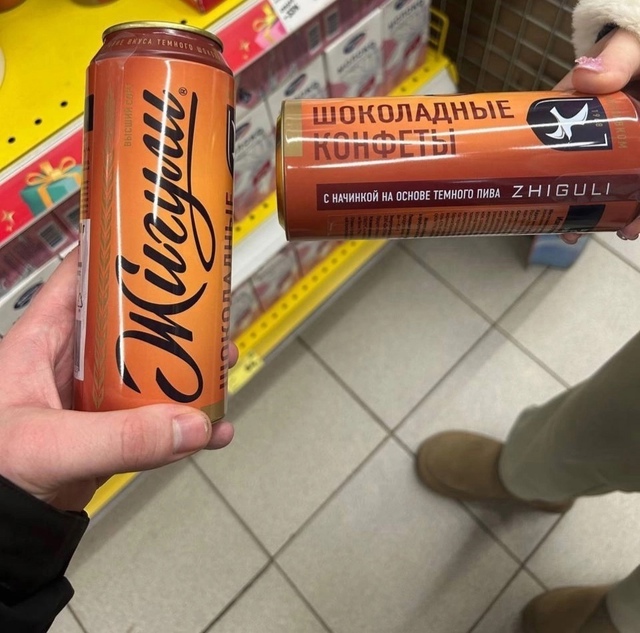 Жигули®
ШОКОЛАДНЫЕ
ШОКОЛАДНЫЕ
КОНФЕТЫ
С НАЧИНКОЙ НА ОСНОВЕ ТЕМНОГО ПИВА
ZHIGULI